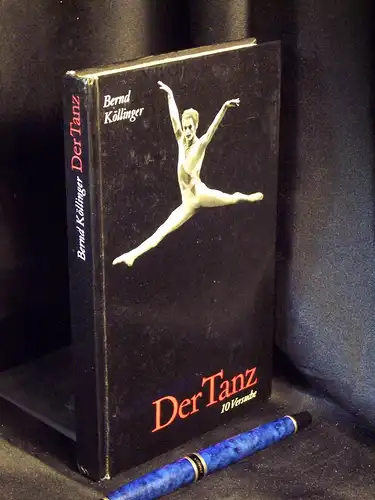 Bernd Köllinger Der Tanz
Bernd
Köllinger
Der Tanz
10 Versuche